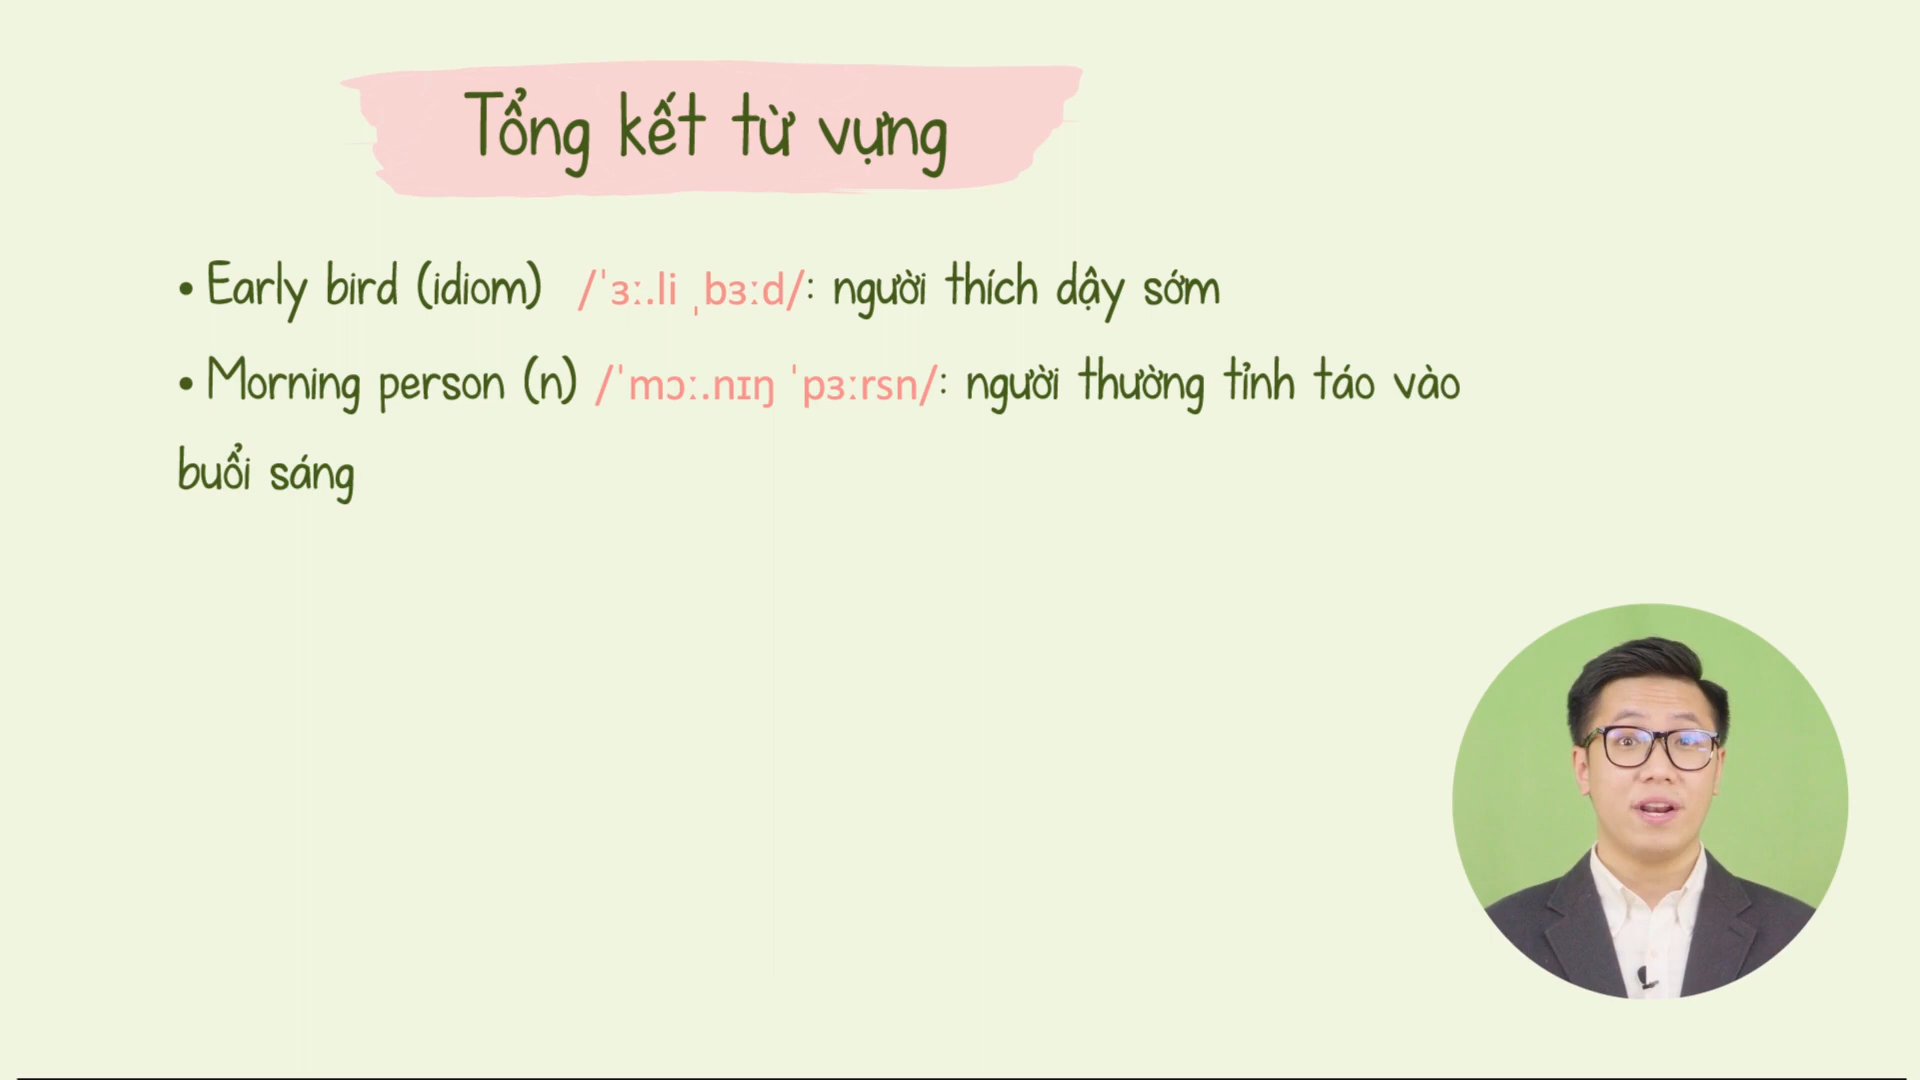 Tổng kết từ vựng
• Early bird (idiom) /ˈɜː.li ˌbɜːd/: người thích dậy sớm
• Morning person (n) /ˈmɔː.nɪŋ ˈpɜːrsn/: người thường tỉnh táo vào
buổi sáng